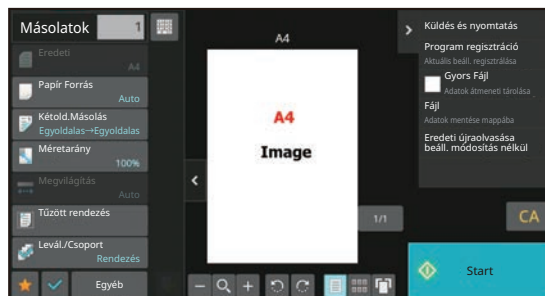 Másolatok 1
Eredeti
A4
Papír Forrás
Auto
Kétold.Másolás
Egyoldalas→Egyoldalas
Méretarány
100%
Megvilágítás
Auto
Tűzött rendezés
Levál./Csoport
Rendezés
Egyéb
A4
A4
Image
1/1
Küldés és nyomtatás
Program regisztráció
Aktuális beáll. regisztrálása
Gyors Fájl
Adatok átmeneti tárolása
Fájl
Adatok mentése mappába
Eredeti újraolvasása
beáll. módosítás nélkül
CA
Start